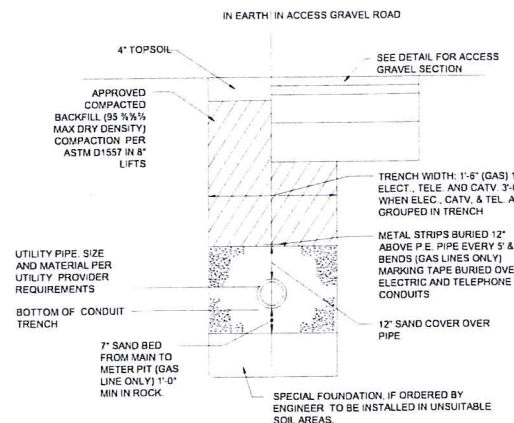 IN EARTH IN ACCESS GRAVEL ROAD
4" TOPSOIL
SEE DETAIL FOR ACCESS
GRAVEL SECTION
APPROVED
COMPACTED
BACKFILL (95 %%%
MAX DRY DENSITY)
COMPACTION PER
ASTM D1557 IN 8"
LIFTS
TRENCH WIDTH: 1'-6" (GAS) 1
ELECT., TELE. AND CATV. 3'-
WHEN ELEC., CATV, & TEL. A
GROUPED IN TRENCH
METAL STRIPS BURIED 12"
ABOVE P.E. PIPE EVERY 5' &
BENDS (GAS LINES ONLY)
MARKING TAPE BURIED OVE
ELECTRIC AND TELEPHONE
CONDUITS
UTILITY PIPE. SIZE
AND MATERIAL PER
UTILITY PROVIDER
REQUIREMENTS
BOTTOM OF CONDUIT
TRENCH
12" SAND COVER OVER
PIPE
7" SAND BED
FROM MAIN TO
METER PIT (GAS
LINE ONLY) 1'-0"
MIN IN ROCK.
SPECIAL FOUNDATION, IF ORDERED BY
ENGINEER TO BE INSTALLED IN UNSUITABLE
SOIL AREAS.